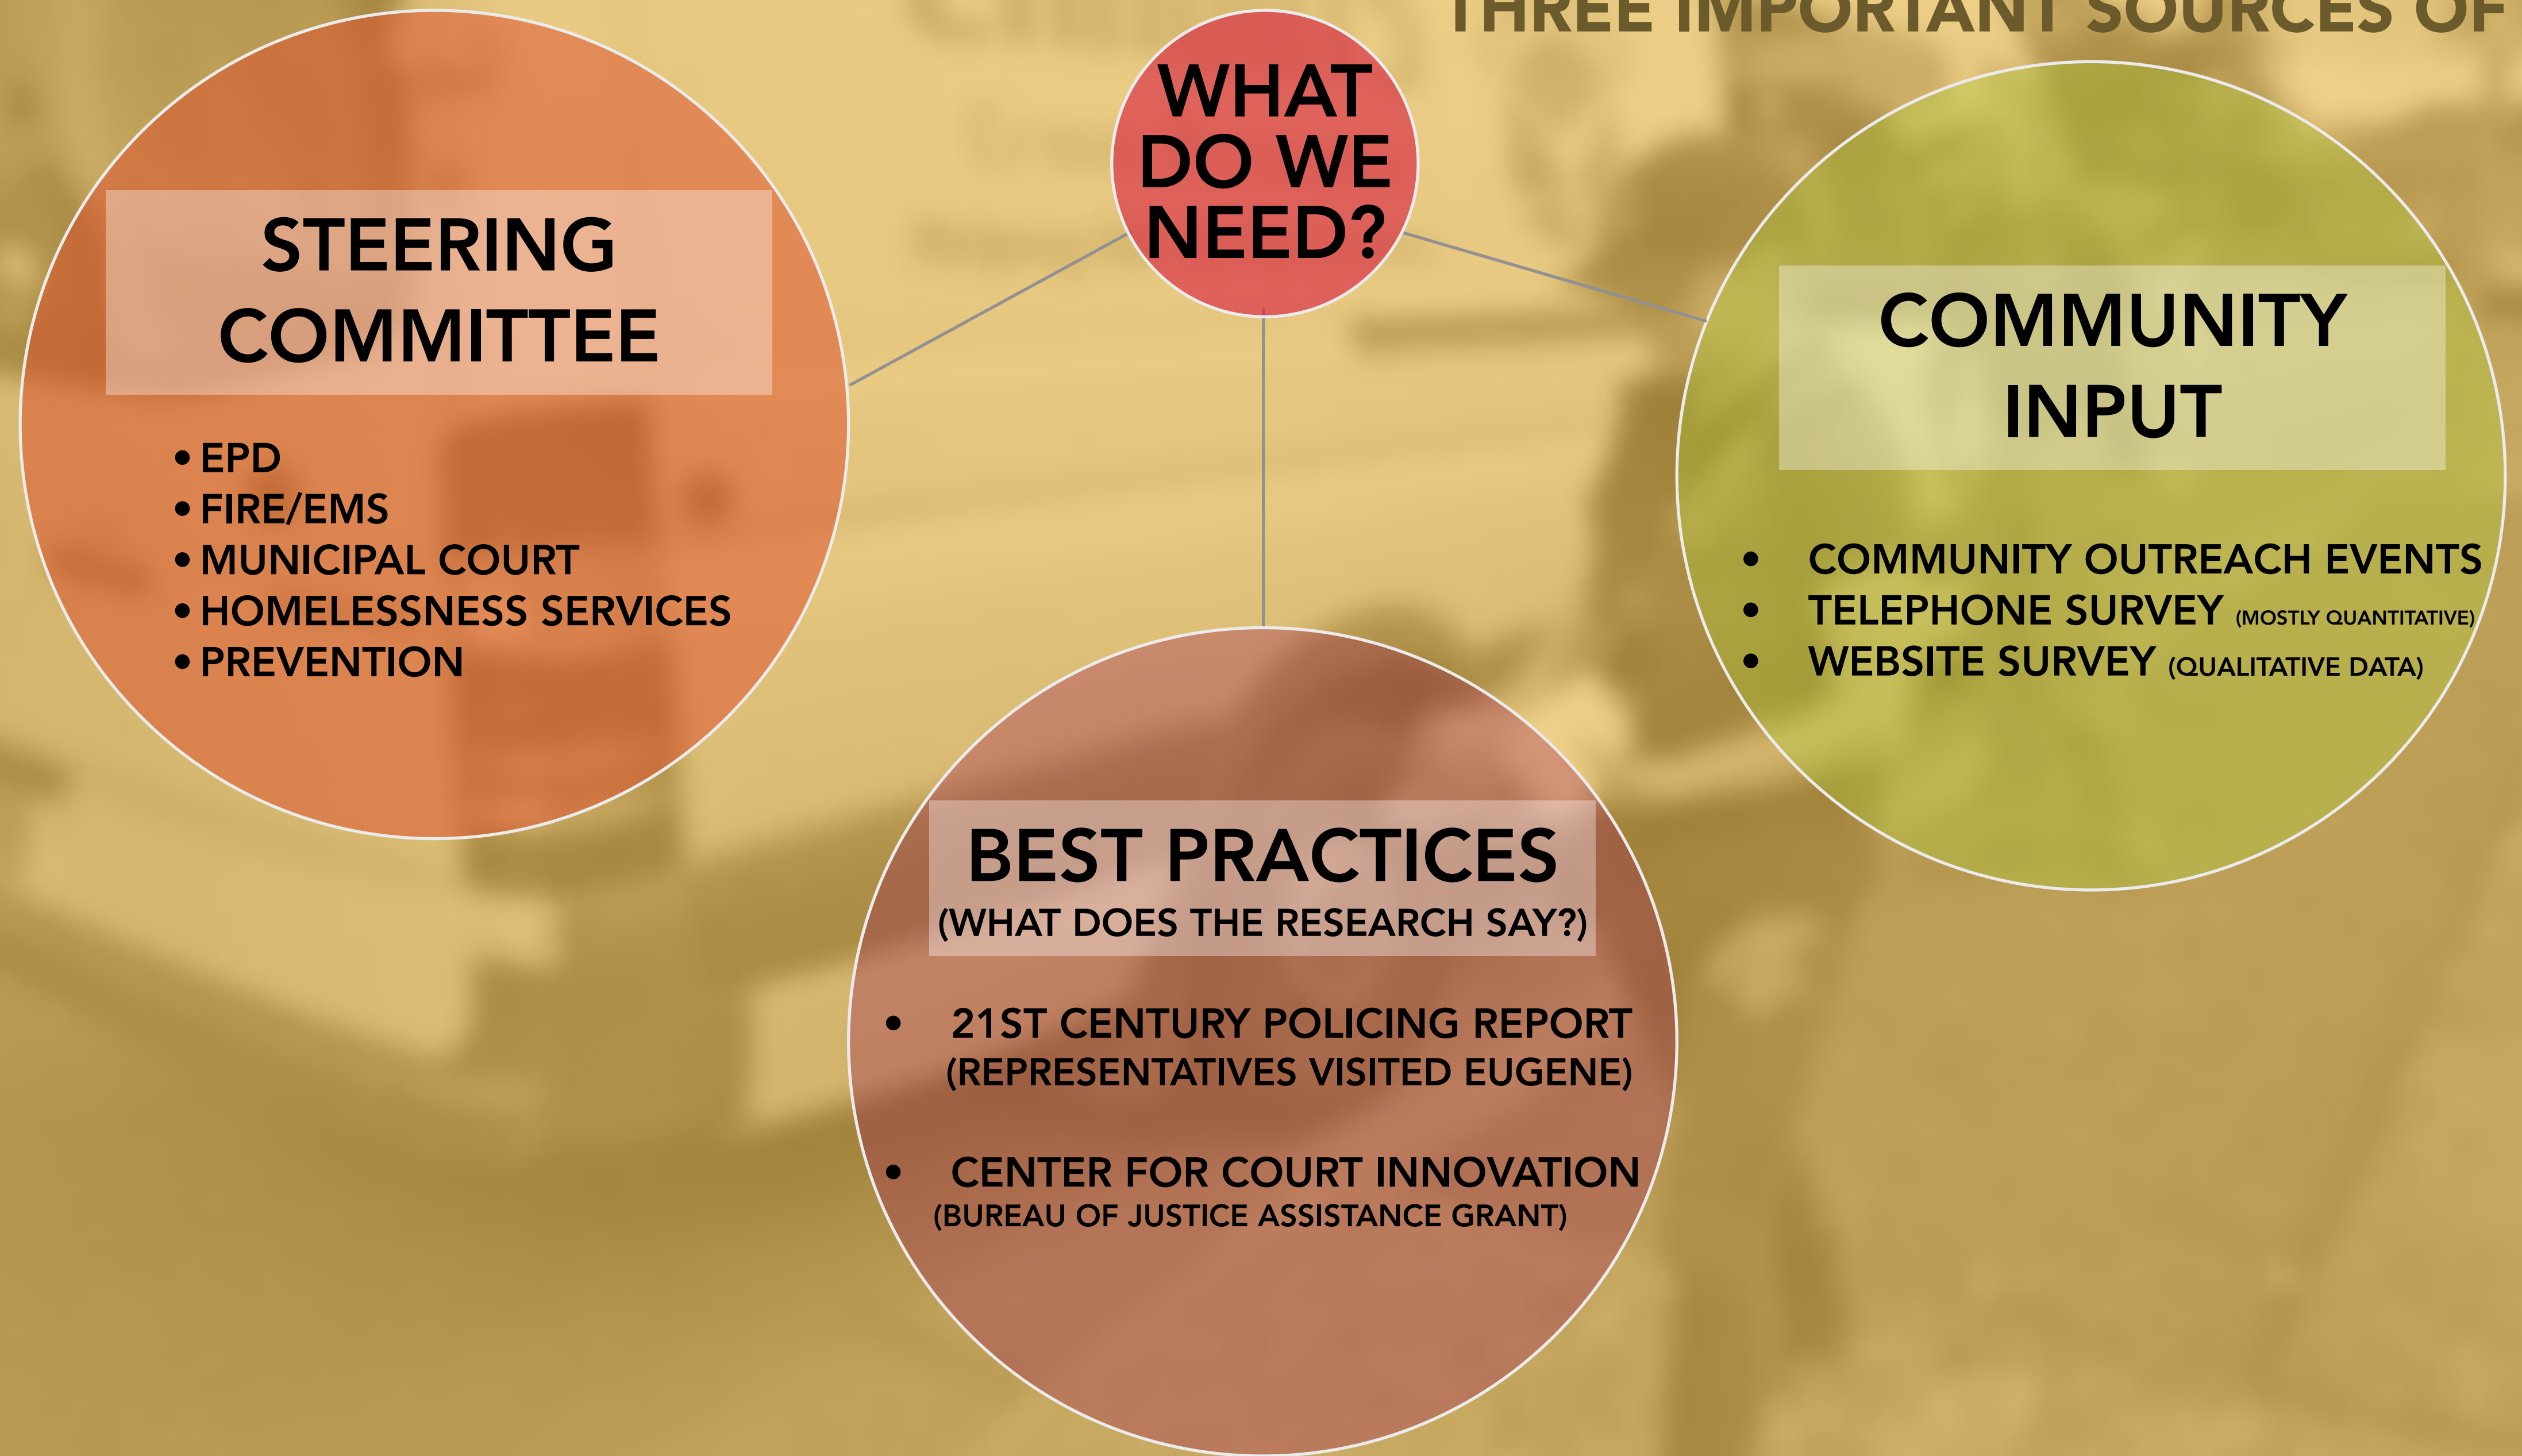 THREE IMPORTANT SOURCES OF
WHAT
DO WE
NEED?
STEERING
COMMITTEE
• EPD
• FIRE/EMS
• MUNICIPAL COURT
• HOMELESSNESS SERVICES
• PREVENTION
COMMUNITY
INPUT
• COMMUNITY OUTREACH EVENTS
• TELEPHONE SURVEY (MOSTLY QUANTITATIVE)
• WEBSITE SURVEY (QUALITATIVE DATA)
BEST PRACTICES
(WHAT DOES THE RESEARCH SAY?)
• 21ST CENTURY POLICING REPORT
(REPRESENTATIVES VISITED EUGENE)
• CENTER FOR COURT INNOVATION
(BUREAU OF JUSTICE ASSISTANCE GRANT)